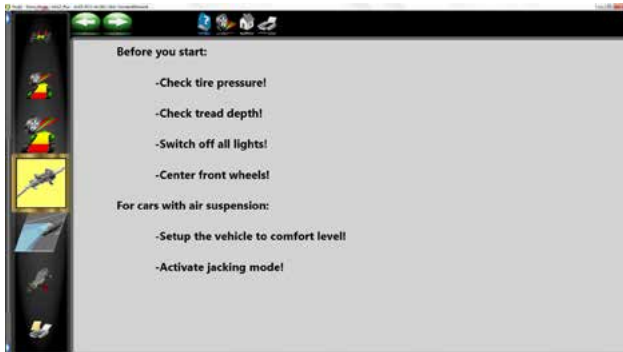 Before you start:
-Check tire pressure!
-Check tread depth!
-Switch off all lights!
-Center front wheels!
For cars with air suspension:
-Setup the vehicle to comfort level!
-Activate jacking mode!